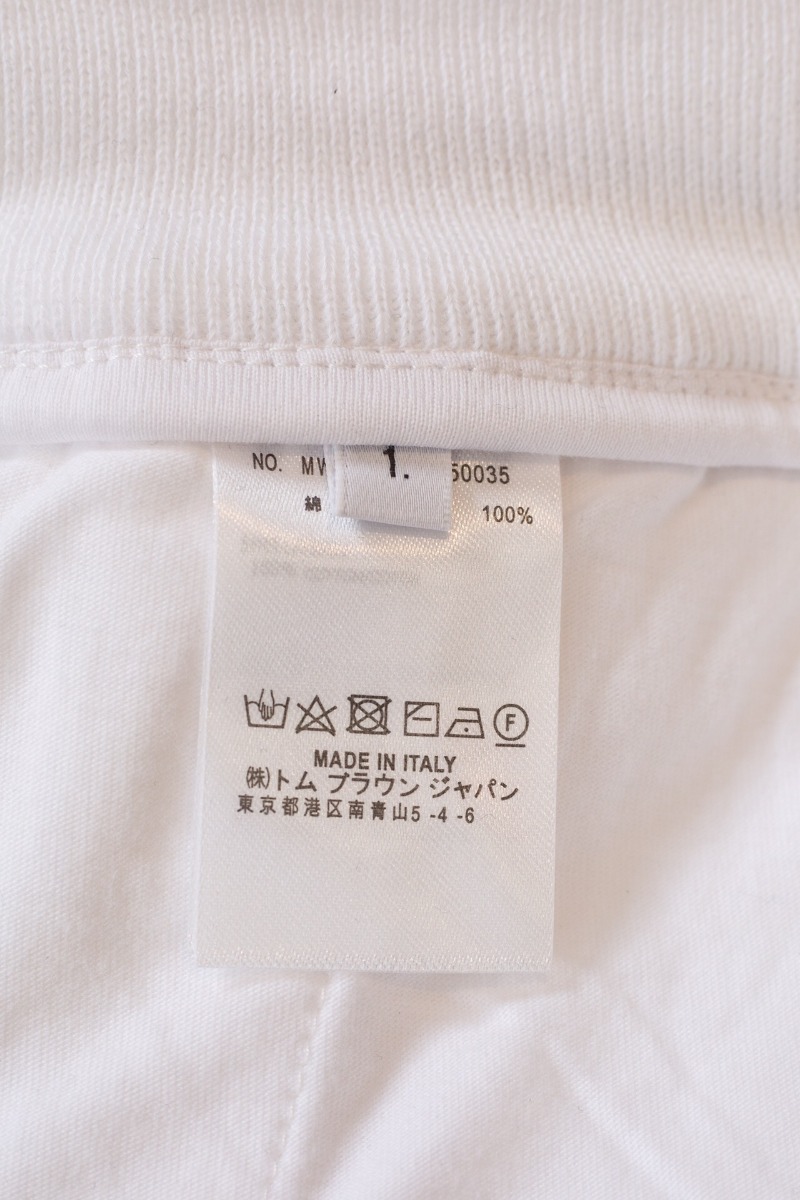 NO. MW 1. 50035
綿 100%
F
MADE IN ITALY
㈱トム ブラウン ジャパン
東京都港区南青山5 -4 -6